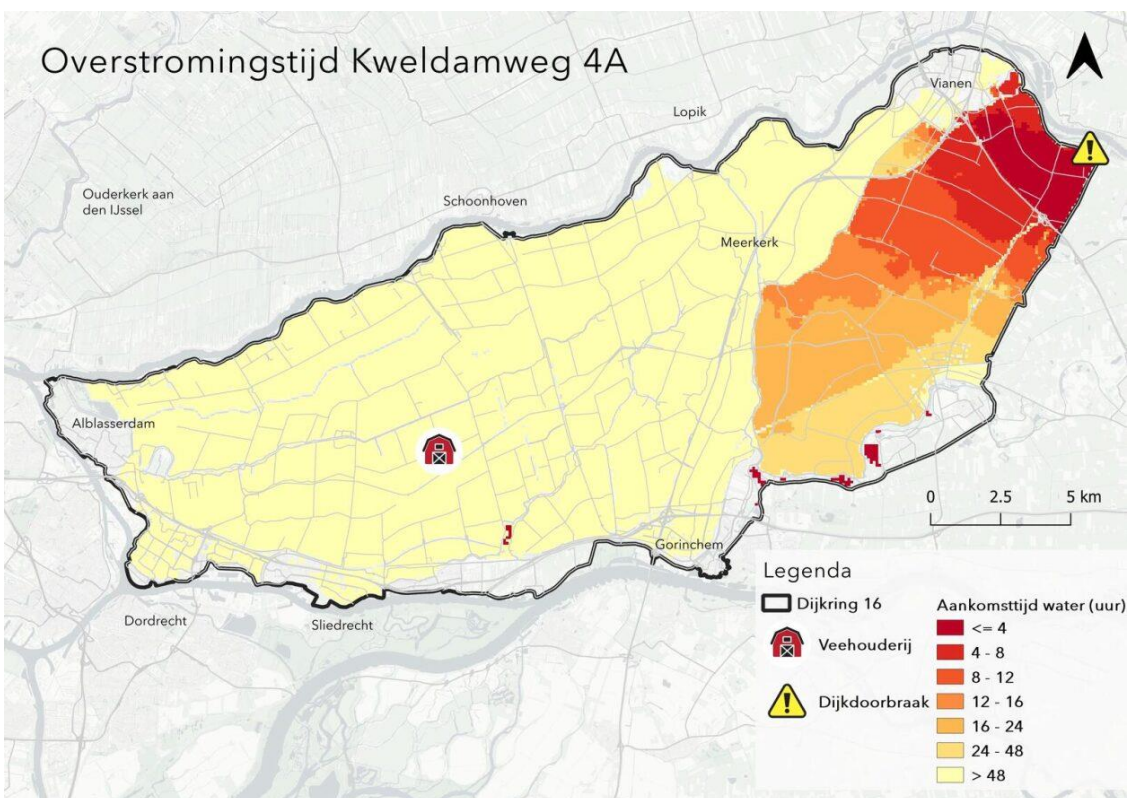 Overstromingstijd Kweldamweg 4A
Vianen
Lopik
Ouderkerk aan
den IJssel
Schoonhoven
Meerkerk
Alblasserdam
Gorinchem
Dordrecht
Sliedrecht
0 2.5 5 km
Legenda
Dijkring 16
Veehouderij
Dijkdoorbraak
Aankomsttijd water (uur)
<= 4
4 - 8
8 - 12
12 - 16
16 - 24
24 - 48
> 48